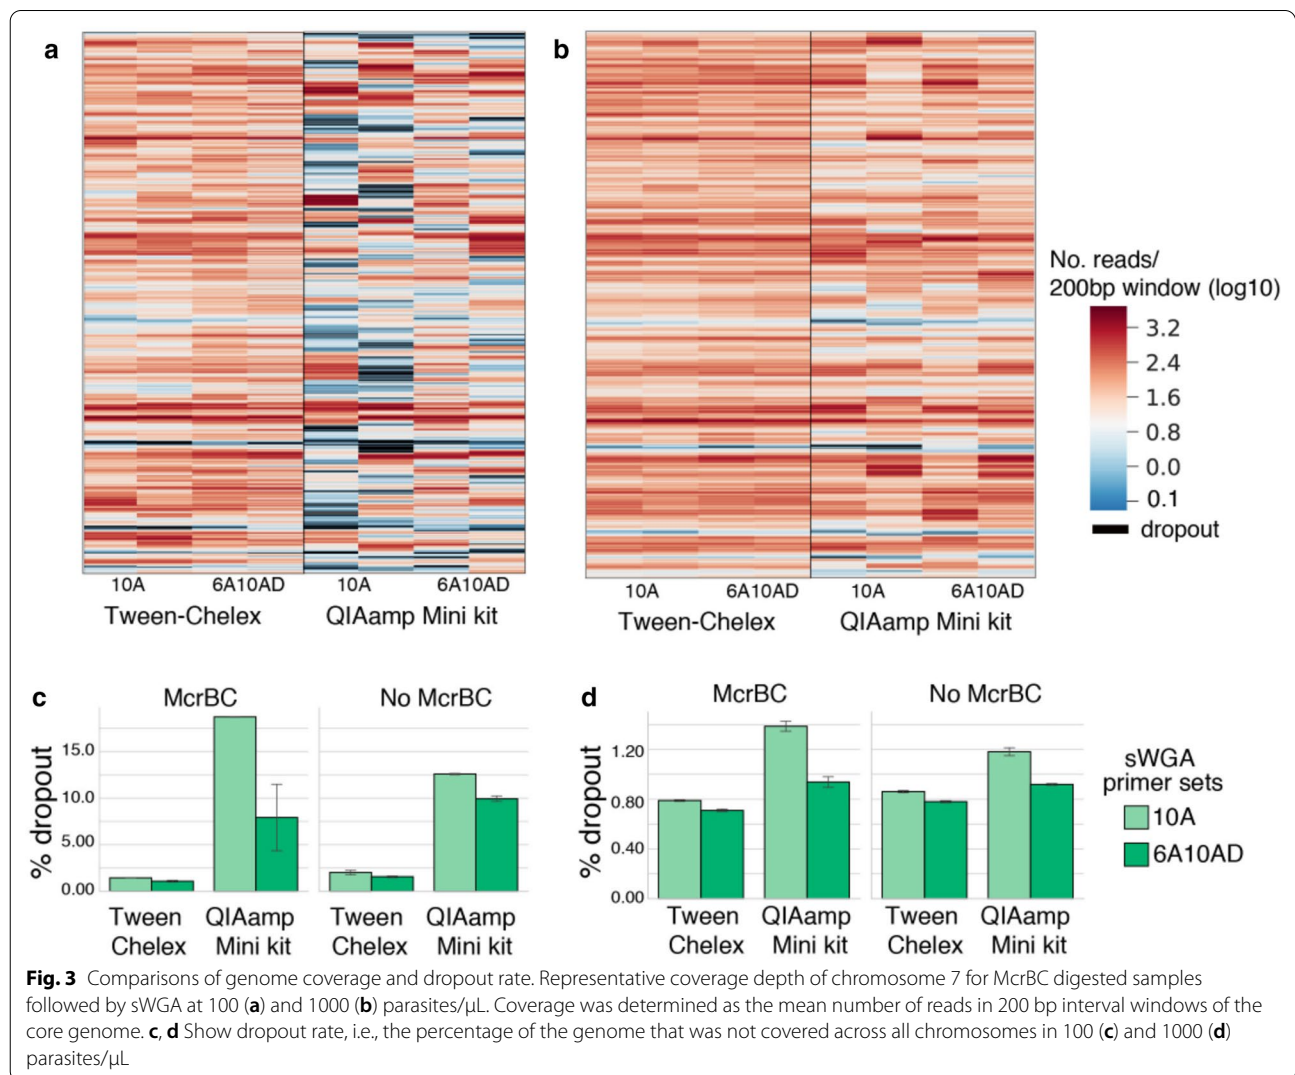 a
b
10A 6A10AD 10A 6A10AD
Tween-Chelex QIAamp Mini kit
10A 6A10AD 10A 6A10AD
Tween-Chelex QIAamp Mini kit
No. reads/
200bp window (log10)
3.2
2.4
1.6
0.8
0.0
0.1
dropout
c
McrBC No McrBC
% dropout
15.0
10.0
5.00
0.00
Tween QIAamp Tween QIAamp
Chelex Mini kit Chelex Mini kit
d
McrBC No McrBC
% dropout
1.20
0.80
0.40
0.00
Tween QIAamp Tween QIAamp
Chelex Mini kit Chelex Mini kit
sWGA
primer sets
10A
6A10AD
Fig. 3 Comparisons of genome coverage and dropout rate. Representative coverage depth of chromosome 7 for McrBC digested samples
followed by sWGA at 100 (a) and 1000 (b) parasites/μL. Coverage was determined as the mean number of reads in 200 bp interval windows of the
core genome. c, d Show dropout rate, i.e., the percentage of the genome that was not covered across all chromosomes in 100 (c) and 1000 (d)
parasites/μL